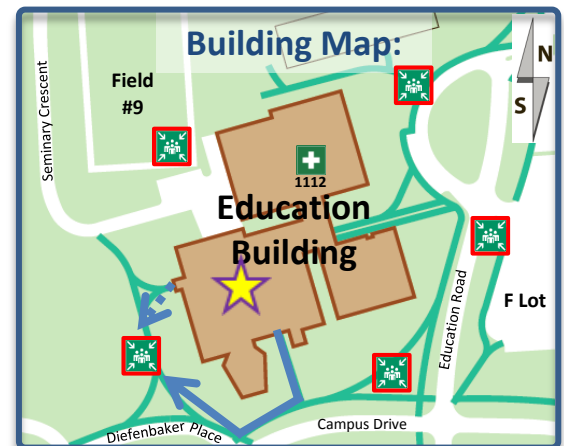 Building Map:
N
S
Field
#9
Seminary Crescent
1112
Education
Building
F Lot
Education Road
Campus Drive
Diefenbaker Place